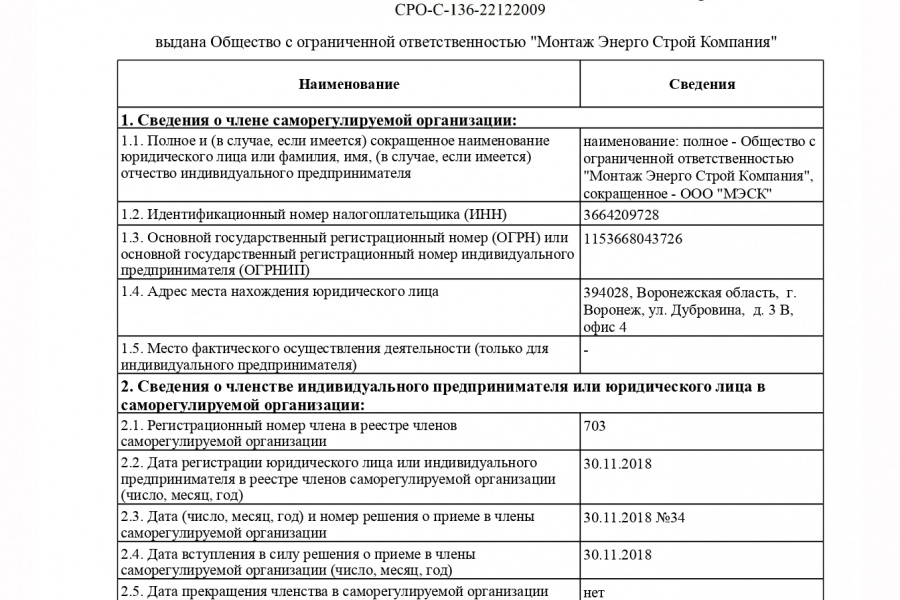 СРО-С-136-22122009
выдана Общество с ограниченной ответственностью "Монтаж Энерго Строй Компания"
Наименование
Сведения
1. Сведения о члене саморегулируемой организации:
1.1. Полное и (в случае, если имеется) сокращенное наименование
юридического лица или фамилия, имя, (в случае, если имеется)
отчество индивидуального предпринимателя
наименование: полное - Общество с
ограниченной ответственностью
"Монтаж Энерго Строй Компания",
сокращенное - ООО "МЭСК"
1.2. Идентификационный номер налогоплательщика (ИНН)
3664209728
1.3. Основной государственный регистрационный номер (ОГРН) или
основной государственный регистрационный номер индивидуального
предпринимателя (ОГРНИП)
1153668043726
1.4. Адрес места нахождения юридического лица
394028, Воронежская область, г.
Воронеж, ул. Дубровина, д. 3 В,
офис 4
1.5. Место фактического осуществления деятельности (только для
индивидуального предпринимателя)
-
2. Сведения о членстве индивидуального предпринимателя или юридического лица в
саморегулируемой организации:
2.1. Регистрационный номер члена в реестре членов
саморегулируемой организации
703
2.2. Дата регистрации юридического лица или индивидуального
предпринимателя в реестре членов саморегулируемой организации
(число, месяц, год)
30.11.2018
2.3. Дата (число, месяц, год) и номер решения о приеме в члены
саморегулируемой организации
30.11.2018 №34
2.4. Дата вступления в силу решения о приеме в члены
саморегулируемой организации (число, месяц, год)
30.11.2018
2.5. Дата прекращения членства в саморегулируемой организации
нет